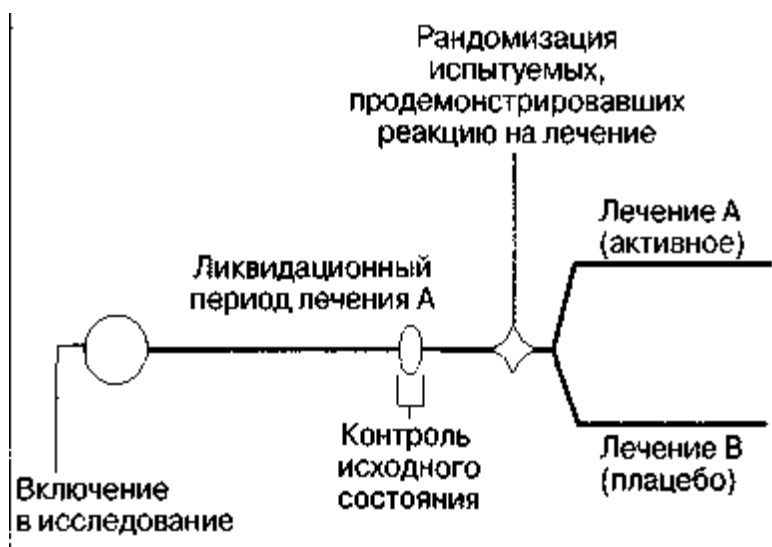 Рандомизация
испытуемых,
продемонстрировавших
реакцию на лечение
Лечение А
(активное)
Ликвидационный
период лечения А
Контроль
исходного
состояния
Лечение В
(плацебо)
Включение
в исследование